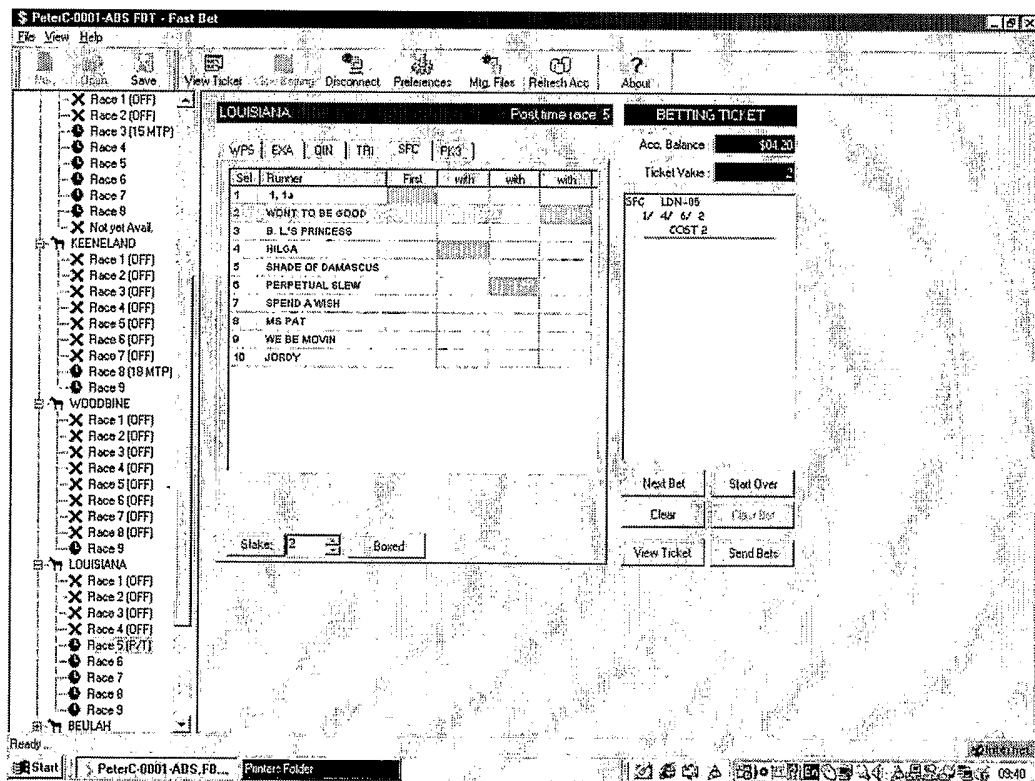 $ PeterC-0001-ABS FBT - Fast Bet
File View Help
Open Save View Ticket Disconnect Preferences Mtg. Files Refresh Acc About
Race 1 (OFF)
Race 2 (OFF)
Race 3 (15 MTP)
Race 4
Race 5
Race 6
Race 7
Race 8
Not yet Avail.
KEENELAND
Race 1 (OFF)
Race 2 (OFF)
Race 3 (OFF)
Race 4 (OFF)
Race 5 (OFF)
Race 6 (OFF)
Race 7 (OFF)
Race 8 (18 MTP)
Race 9
WOODBINE
Race 1 (OFF)
Race 2 (OFF)
Race 3 (OFF)
Race 4 (OFF)
Race 5 (OFF)
Race 6 (OFF)
Race 7 (OFF)
Race 8 (OFF)
Race 9
LOUISIANA
Race 1 (OFF)
Race 2 (OFF)
Race 3 (OFF)
Race 4 (OFF)
Race 5 (P/T)
Race 6
Race 7
Race 8
Race 9
BEULAH
LOUISIANA Post time race 5
WPS EXA QIN TRI SFC PK3
Sel Runner First with with with
1 1, 1a
2 WONT TO BE GOOD
3 B. L.'S PRINCESS
4 HILGA
5 SHADE OF DAMASCUS
6 PERPETUAL SLEW
7 SPEND A WISH
8 MS PAT
9 WE BE MOVIN
10 JORDY
Stake: 2 Boxed
BETTING TICKET
Acc. Balance : $04.20
Ticket Value : 2
SFC LDN-05
1/ 4/ 6/ 2
COST 2
Next Bet Start Over
Clear
View Ticket Send Bets
Ready...
Start $ PeterC-0001-ABS,FB... Printers Folder